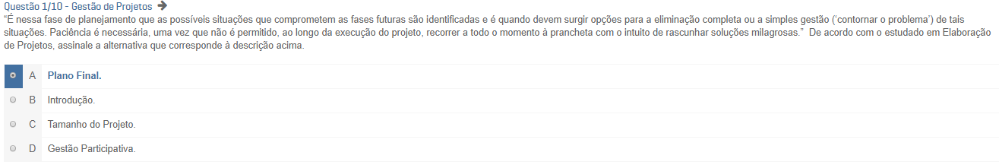 Questão 1/10 - Gestão de Projetos
“É nessa fase de planejamento que as possíveis situações que comprometem as fases futuras são identificadas e é quando devem surgir opções para a eliminação completa ou a simples gestão (‘contornar o problema’) de tais
situações. Paciência é necessária, uma vez que não é permitido, ao longo da execução do projeto, recorrer a todo o momento à prancheta com o intuito de rascunhar soluções milagrosas.”  De acordo com o estudado em Elaboração
de Projetos, assinale a alternativa que corresponde à descrição acima.
A Plano Final.
B Introdução.
C Tamanho do Projeto.
D Gestão Participativa.